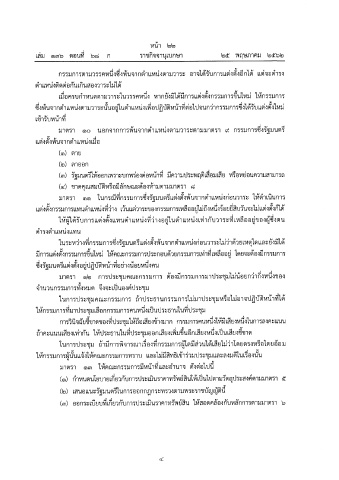 หน้า ๒๒
เล่ม ๑๓๖ ตอนที่ ๖๘ ก ราชกิจจานุเบกษา ๒๕ พฤษภาคม ๒๕๖๒
กรรมการตามวรรคหนึ่งซึ่งพ้นจากตำแหน่งตามวาระ อาจได้รับการแต่งตั้งอีกได้ แต่จะดำรง
ตำแหน่งติดต่อกันเกินสองวาระไม่ได้
เมื่อครบกำหนดตามวาระในวรรคหนึ่ง หากยังมิได้มีการแต่งตั้งกรรมการขึ้นใหม่ ให้กรรมการ
ซึ่งพ้นจากตำแหน่งตามวาระนั้นอยู่ในตำแหน่งเพื่อปฏิบัติหน้าที่ต่อไปจนกว่ากรรมการซึ่งได้รับแต่งตั้งใหม่
เข้ารับหน้าที่
มาตรา ๑๐ นอกจากการพ้นจากตำแหน่งตามวาระตามมาตรา ๙ กรรมการซึ่งรัฐมนตรี
แต่งตั้งพ้นจากตำแหน่งเมื่อ
(๑) ตาย
(๒) ลาออก
(๓) รัฐมนตรีให้ออกเพราะบกพร่องต่อหน้าที่ มีความประพฤติเสื่อมเสีย หรือหย่อนความสามารถ
(๔) ขาดคุณสมบัติหรือมีลักษณะต้องห้ามตามมาตรา ๘
มาตรา ๑๑ ในกรณีที่กรรมการซึ่งรัฐมนตรีแต่งตั้งพ้นจากตำแหน่งก่อนวาระ ให้ดำเนินการ
แต่งตั้งกรรมการแทนตำแหน่งที่ว่าง เว้นแต่วาระของกรรมการเหลืออยู่ไม่ถึงหนึ่งร้อยยี่สิบวันจะไม่แต่งตั้งก็ได้
ให้ผู้ได้รับการแต่งตั้งแทนตำแหน่งที่ว่างอยู่ในตำแหน่งเท่ากับวาระที่เหลืออยู่ของผู้ซึ่งตน
ดำรงตำแหน่งแทน
ในระหว่างที่กรรมการซึ่งรัฐมนตรีแต่งตั้งพ้นจากตำแหน่งก่อนวาระไม่ว่าด้วยเหตุใดและยังมิได้
มีการแต่งตั้งกรรมการขึ้นใหม่ ให้คณะกรรมการประกอบด้วยกรรมการเท่าที่เหลืออยู่ โดยจะต้องมีกรรมการ
ซึ่งรัฐมนตรีแต่งตั้งอยู่ปฏิบัติหน้าที่อย่างน้อยหนึ่งคน
มาตรา ๑๒ การประชุมคณะกรรมการ ต้องมีกรรมการมาประชุมไม่น้อยกว่ากึ่งหนึ่งของ
จำนวนกรรมการทั้งหมด จึงจะเป็นองค์ประชุม
ในการประชุมคณะกรรมการ ถ้าประธานกรรมการไม่มาประชุมหรือไม่อาจปฏิบัติหน้าที่ได้
ให้กรรมการที่มาประชุมเลือกกรรมการคนหนึ่งเป็นประธานในที่ประชุม
การวินิจฉัยชี้ขาดของที่ประชุมให้ถือเสียงข้างมาก กรรมการคนหนึ่งให้มีเสียงหนึ่งในการลงคะแนน
ถ้าคะแนนเสียงเท่ากัน ให้ประธานในที่ประชุมออกเสียงเพิ่มขึ้นอีกเสียงหนึ่งเป็นเสียงชี้ขาด
ในการประชุม ถ้ามีการพิจารณาเรื่องที่กรรมการผู้ใดมีส่วนได้เสียไม่ว่าโดยตรงหรือโดยอ้อม
ให้กรรมการผู้นั้นแจ้งให้คณะกรรมการทราบ และไม่มีสิทธิเข้าร่วมประชุมและลงมติในเรื่องนั้น
มาตรา ๑๓ ให้คณะกรรมการมีหน้าที่และอำนาจ ดังต่อไปนี้
(๑) กำหนดนโยบายเกี่ยวกับการประเมินราคาทรัพย์สินให้เป็นไปตามวัตถุประสงค์ตามมาตรา ๕
(๒) เสนอแนะรัฐมนตรีในการออกกฎกระทรวงตามพระราชบัญญัตินี้
(๓) ออกระเบียบที่เกี่ยวกับการประเมินราคาทรัพย์สิน ให้สอดคล้องกับหลักการตามมาตรา ๖
๔